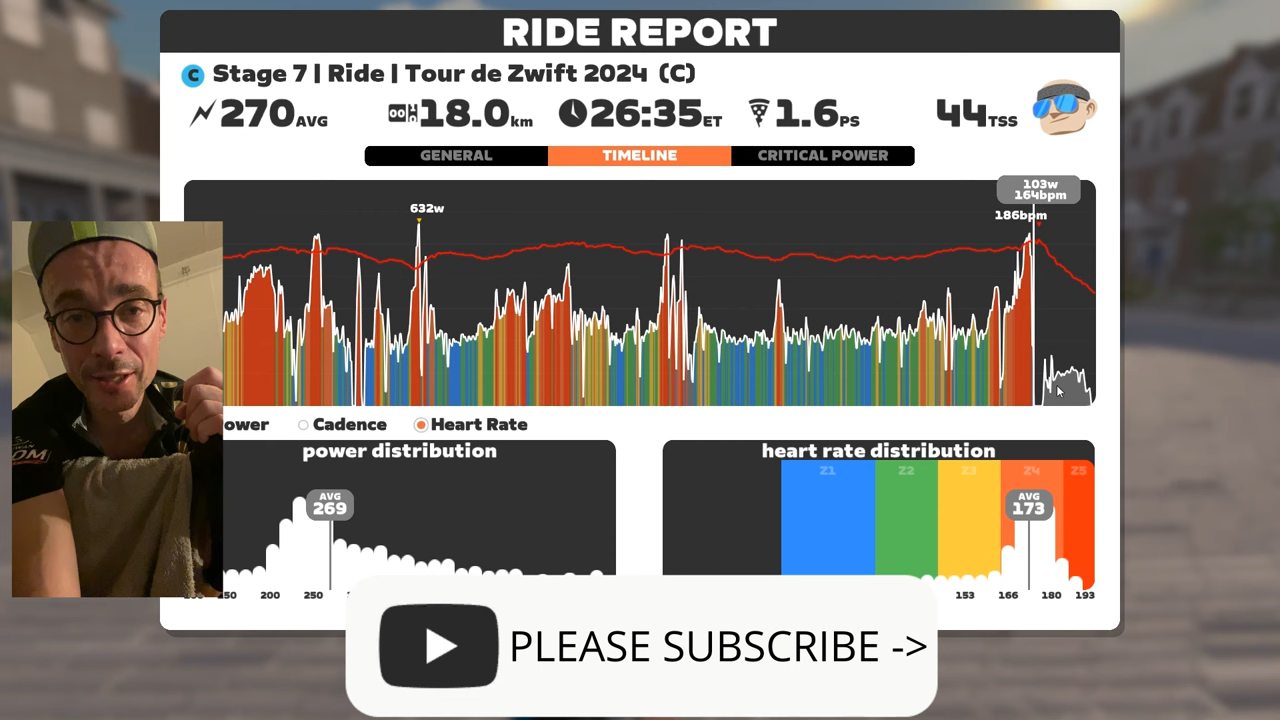 RIDE REPORT
C Stage 7 | Ride | Tour de Zwift 2024 (C)
270AVG 18.0km 26:35ET 1.6PS 44TSS
GENERAL TIMELINE CRITICAL POWER
103w
164bpm
632w
186bpm
ower Cadence Heart Rate
power distribution
heart rate distribution
Z1 Z2 Z3 Z4 Z5
AVG
269
AVG
173
200 250
153 166 180 193
PLEASE SUBSCRIBE ->